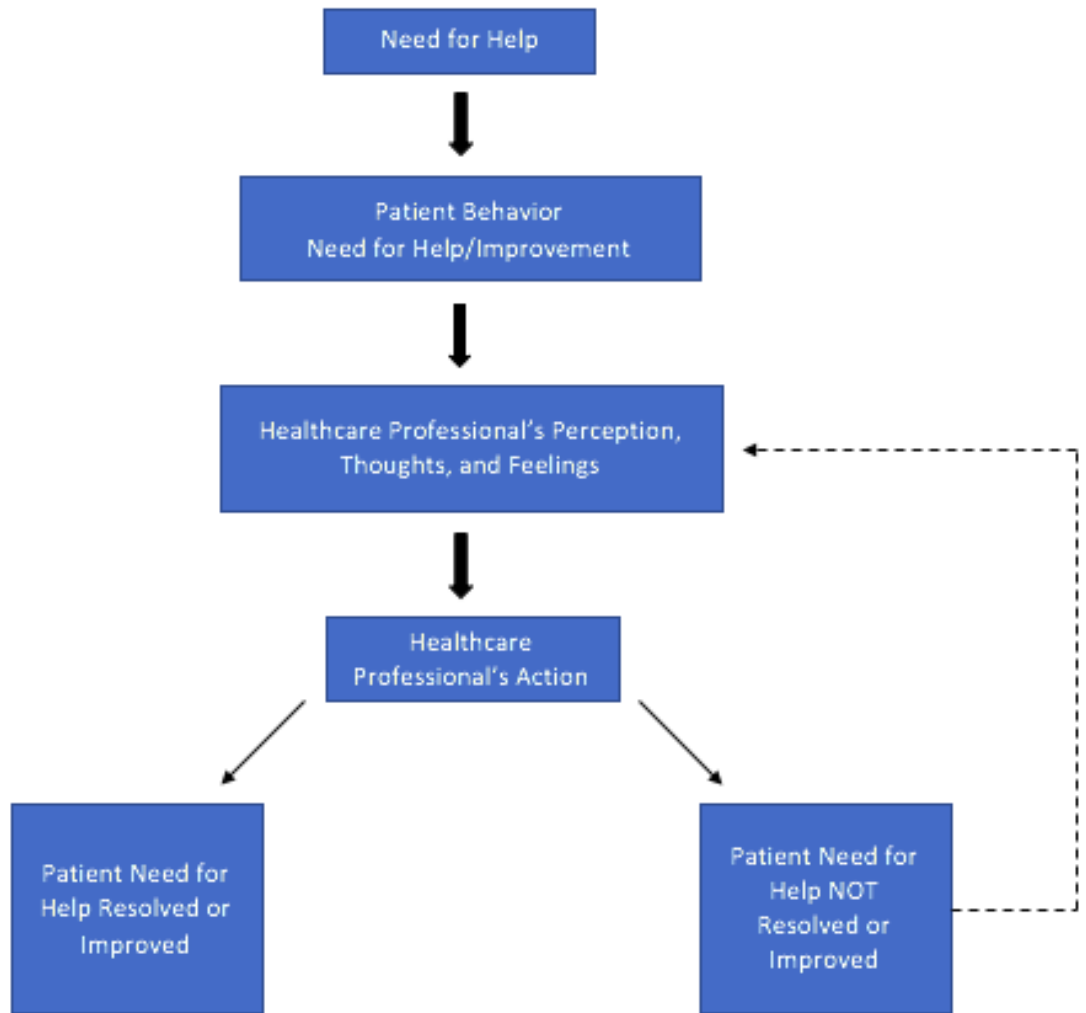 Need for Help
Patient Behavior
Need for Help/Improvement
Healthcare Professional’s Perception,
Thoughts, and Feelings
Healthcare
Professional’s Action
Patient Need for
Help Resolved or
Improved
Patient Need for
Help NOT
Resolved or
Improved